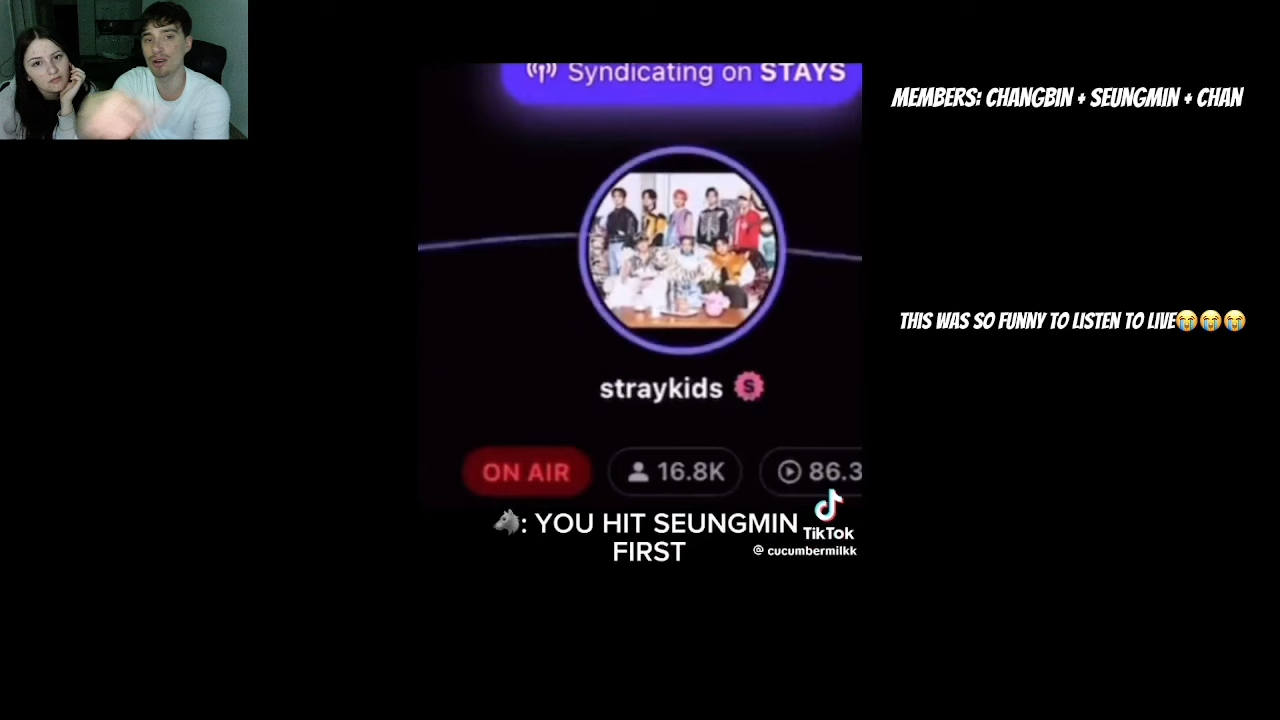 Syndicating on STAYS
MEMBERS: CHANGBIN + SEUNGMIN + CHAN
THIS WAS SO FUNNY TO LISTEN TO LIVE😭😭😭
straykids S
ON AIR 16.8K 86.3
🐺: YOU HIT SEUNGMIN
FIRST
TikTok
@ cucumbermilkk